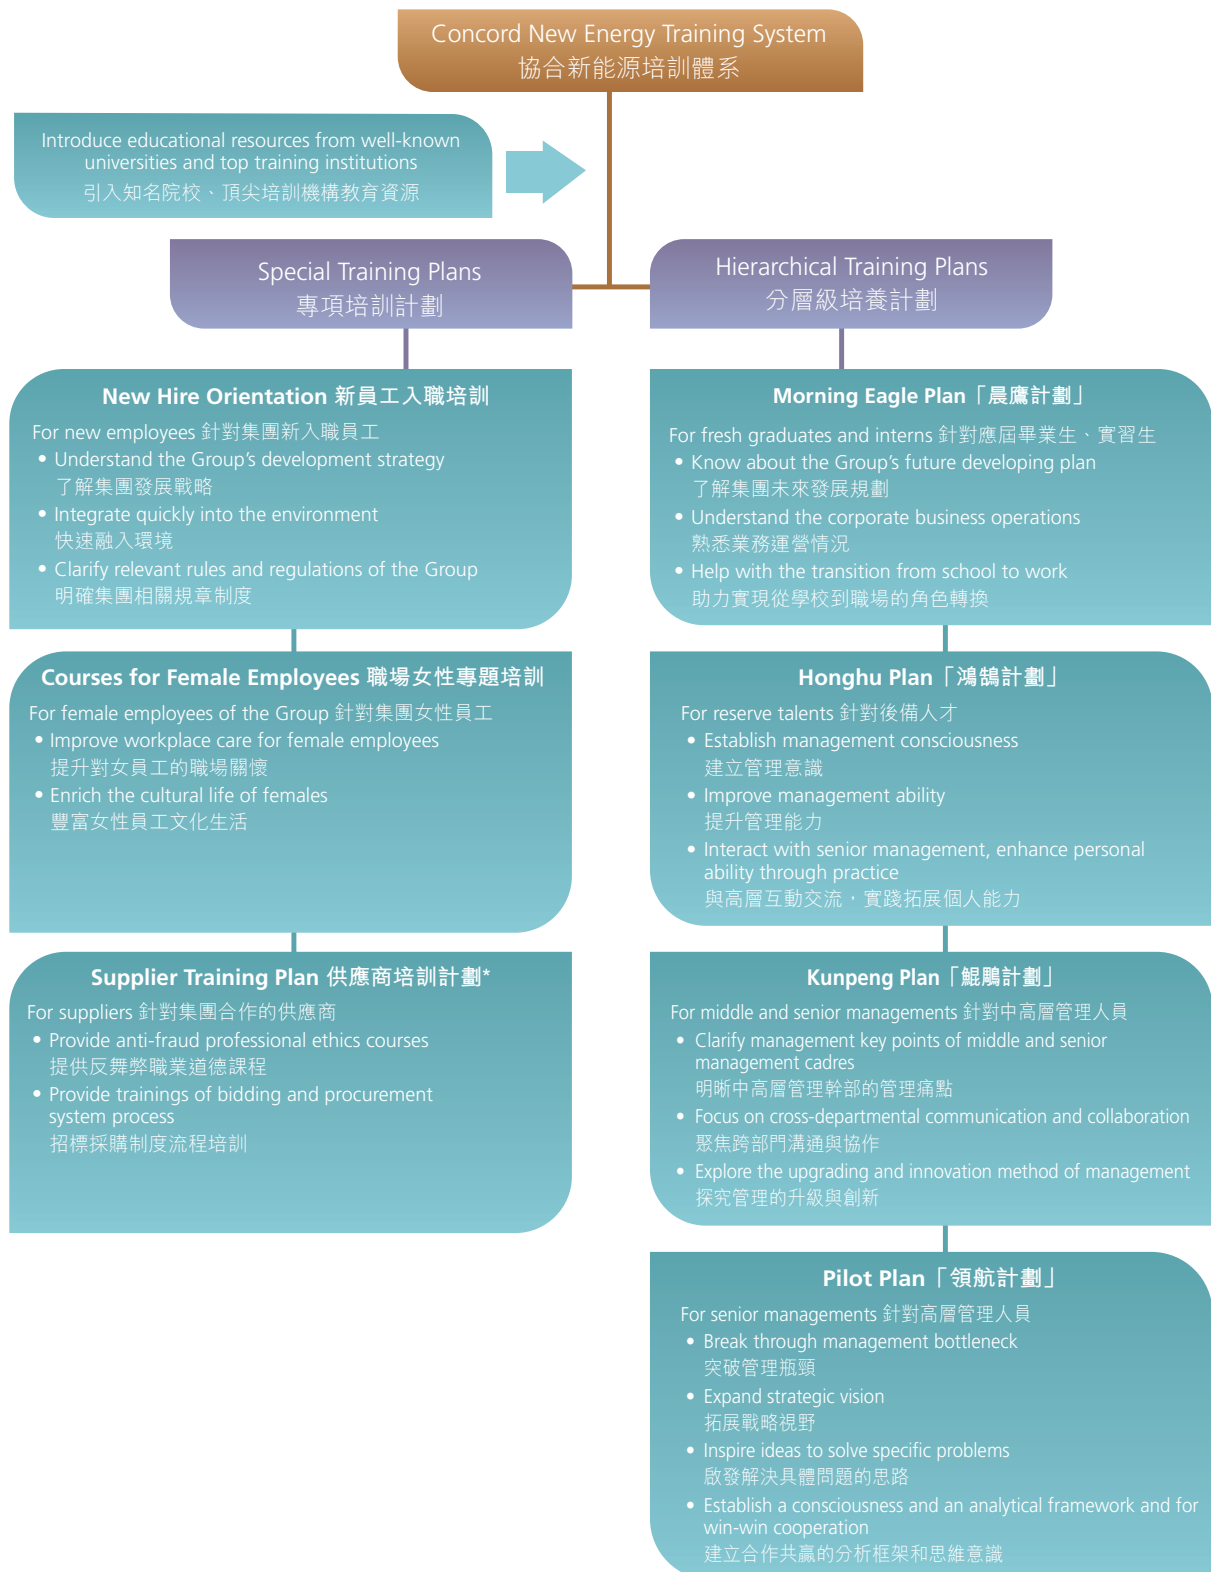 Concord New Energy Training System
協合新能源培訓體系
Introduce educational resources from well-known
universities and top training institutions
引入知名院校、頂尖培訓機構教育資源
Special Training Plans
專項培訓計劃
Hierarchical Training Plans
分層級培養計劃
New Hire Orientation 新員工入職培訓
For new employees 針對集團新入職員工
• Understand the Group's development strategy
了解集團發展戰略
• Integrate quickly into the environment
快速融入環境
• Clarify relevant rules and regulations of the Group
明確集團相關規章制度
Courses for Female Employees 職場女性專題培訓
For female employees of the Group 針對集團女性員工
• Improve workplace care for female employees
提升對女員工的職場關懷
• Enrich the cultural life of females
豐富女性員工文化生活
Supplier Training Plan 供應商培訓計劃*
For suppliers 針對集團合作的供應商
• Provide anti-fraud professional ethics courses
提供反舞弊職業道德課程
• Provide trainings of bidding and procurement
system process
招標採購制度流程培訓
Morning Eagle Plan「晨鷹計劃」
For fresh graduates and interns 針對應屆畢業生、實習生
• Know about the Group's future developing plan
了解集團未來發展規劃
• Understand the corporate business operations
熟悉業務運營情況
• Help with the transition from school to work
助力實現從學校到職場的角色轉換
Honghu Plan「鴻鵠計劃」
For reserve talents 針對後備人才
• Establish management consciousness
建立管理意識
• Improve management ability
提升管理能力
• Interact with senior management, enhance personal
ability through practice
與高層互動交流，實踐拓展個人能力
Kunpeng Plan「鯤鵰計劃」
For middle and senior managements 針對中高層管理人員
• Clarify management key points of middle and senior
management cadres
明晰中高層管理幹部的管理痛點
• Focus on cross-departmental communication and collaboration
聚焦跨部門溝通與協作
• Explore the upgrading and innovation method of management
探究管理的升級與創新
Pilot Plan「領航計劃」
For senior managements 針對高層管理人員
• Break through management bottleneck
突破管理瓶頸
• Expand strategic vision
拓展戰略視野
• Inspire ideas to solve specific problems
啟發解決具體問題的思路
• Establish a consciousness and an analytical framework and for
win-win cooperation
建立合作共贏的分析框架和思維意識